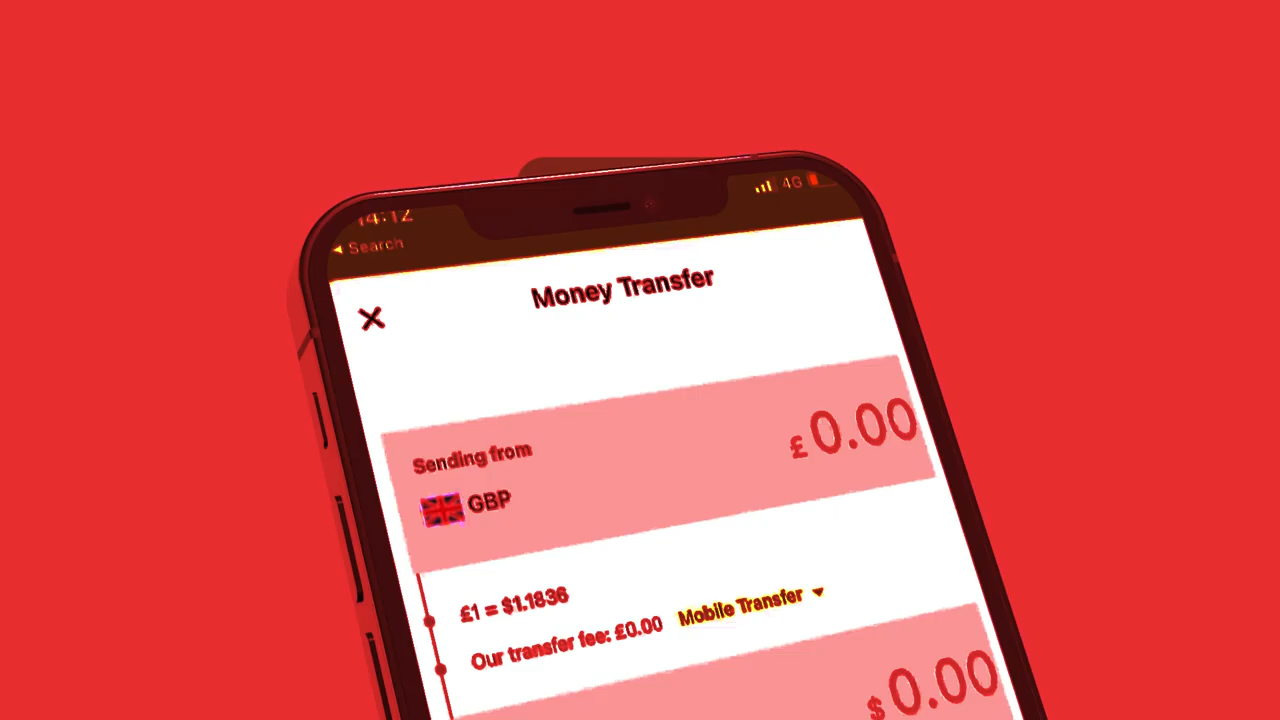 14:12
4G
◀ Search
Money Transfer
Sending from
£0.00
GBP
£1 = $1.1836
Our transfer fee: £0.00 Mobile Transfer
$0.00